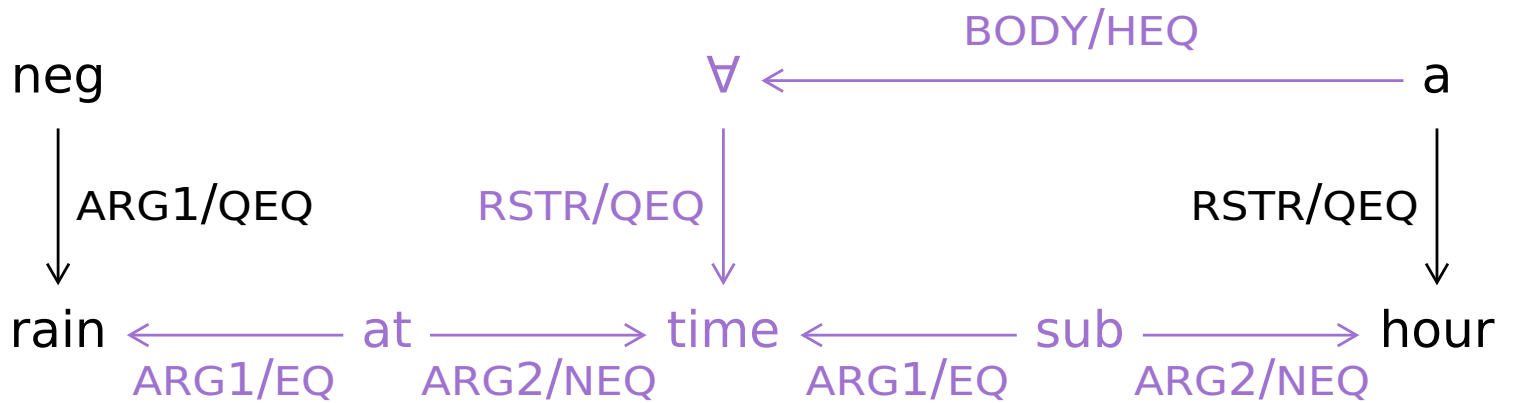 BODY/HEQ
neg ∀ a
ARG1/QEQ RSTR/QEQ RSTR/QEQ
rain at time sub hour
ARG1/EQ ARG2/NEQ ARG1/EQ ARG2/NEQ